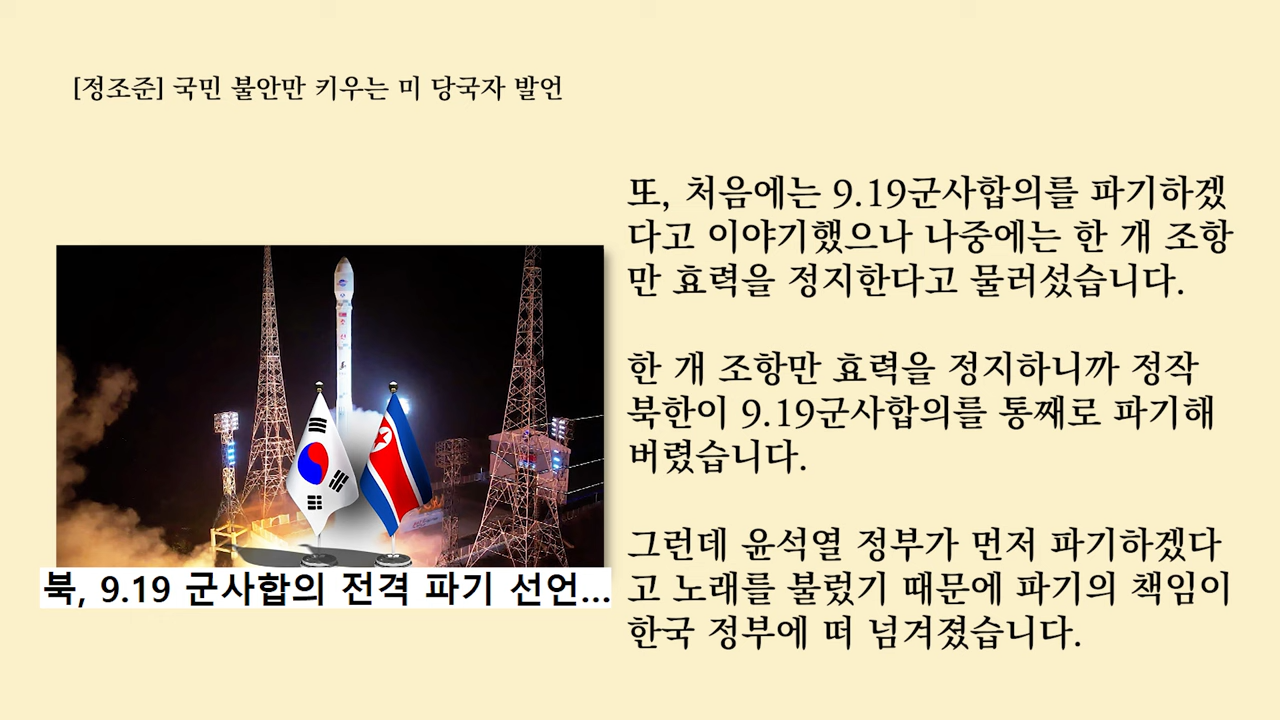 [정조준] 국민 불안만 키우는 미 당국자 발언
또, 처음에는 9.19군사합의를 파기하겠
다고 이야기했으나 나중에는 한 개 조항
만 효력을 정지한다고 물러섰습니다.
한 개 조항만 효력을 정지하니까 정작
북한이 9.19군사합의를 통째로 파기해
버렸습니다.
그런데 윤석열 정부가 먼저 파기하겠다
고 노래를 불렀기 때문에 파기의 책임이
한국 정부에 떠 넘겨졌습니다.
북, 9.19 군사합의 전격 파기 선언...